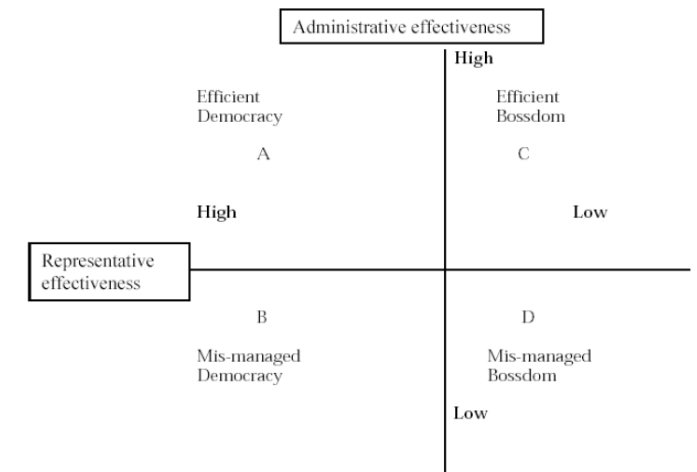 Administrative effectiveness
High
Efficient
Democracy
Efficient
Bossdom
A
C
High
Low
Representative
effectiveness
B
D
Mis-managed
Democracy
Mis-managed
Bossdom
Low